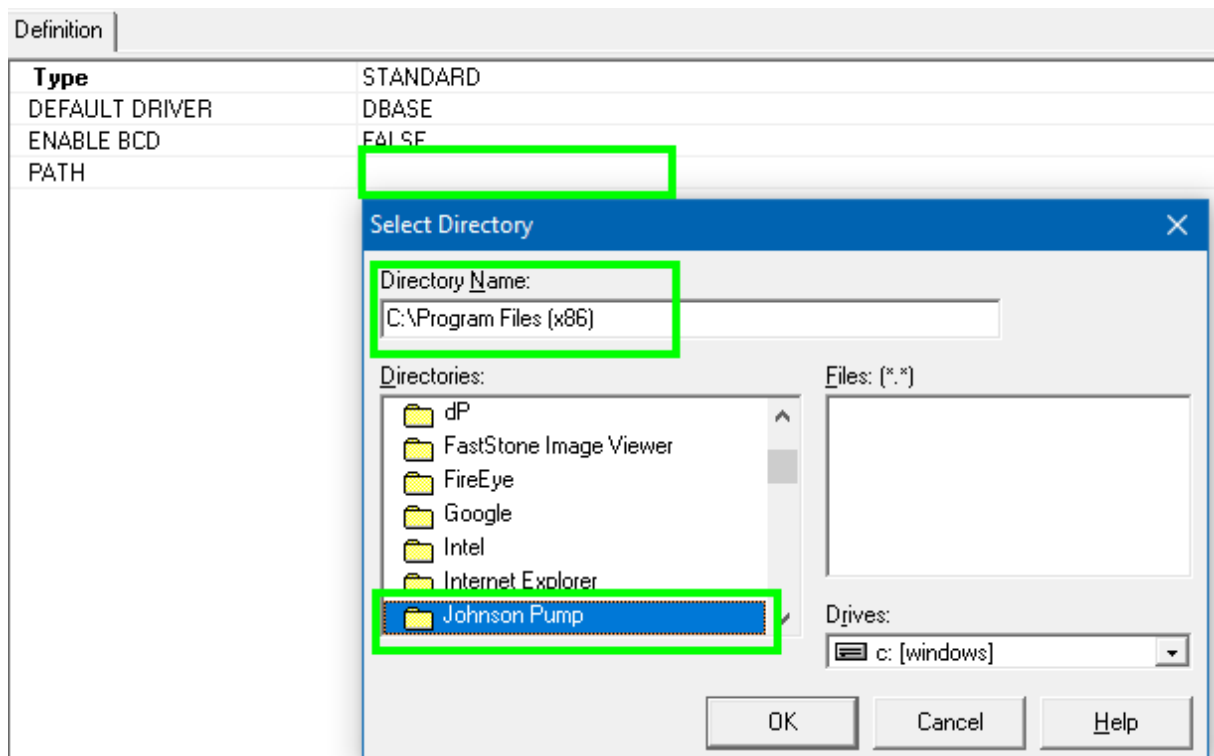 Definition
Type STANDARD
DEFAULT DRIVER DBASE
ENABLE BCD FALSE
PATH
Select Directory
Directory Name:
C:\Program Files (x86)
Directories:
Files: (*.*)
dP
FastStone Image Viewer
FireEye
Google
Intel
Internet Explorer
Johnson Pump
Drives:
c: [windows]
OK Cancel Help